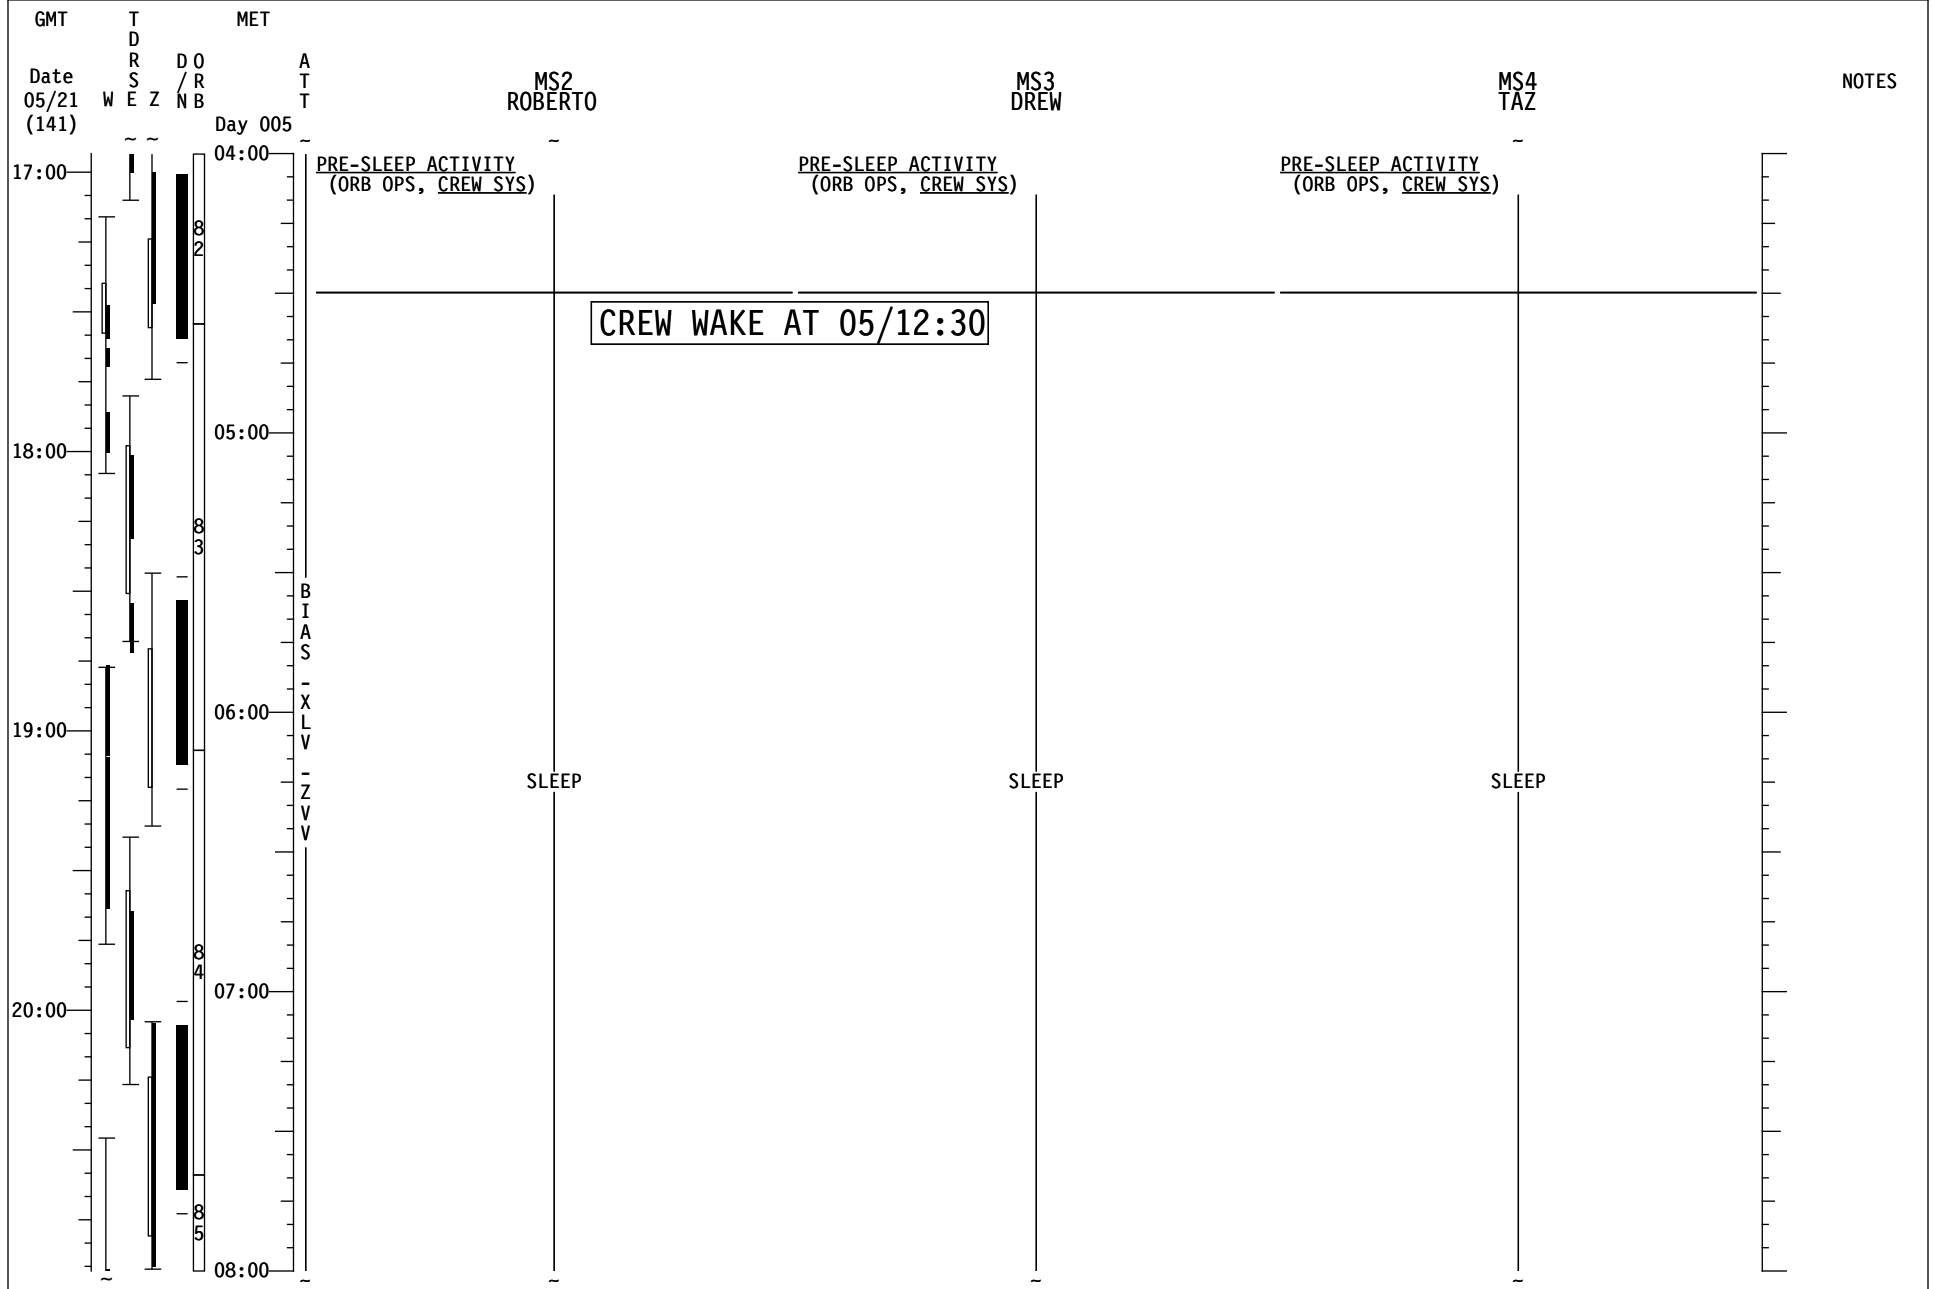 GMT
TDRS
MET
Date
05/21
(141)
W E Z
D/N
ORB
ATT
Day 005
MS2
ROBERTO
MS3
DREW
MS4
TAZ
NOTES
~ ~ ~ ~ ~
04:00
PRE-SLEEP ACTIVITY
(ORB OPS, CREW SYS)
PRE-SLEEP ACTIVITY
(ORB OPS, CREW SYS)
PRE-SLEEP ACTIVITY
(ORB OPS, CREW SYS)
17:00
82
CREW WAKE AT 05/12:30
05:00
18:00
83
BIAS -XLV -ZVV
06:00
19:00
SLEEP
SLEEP
SLEEP
84
07:00
20:00
85
08:00
~ ~ ~ ~ ~